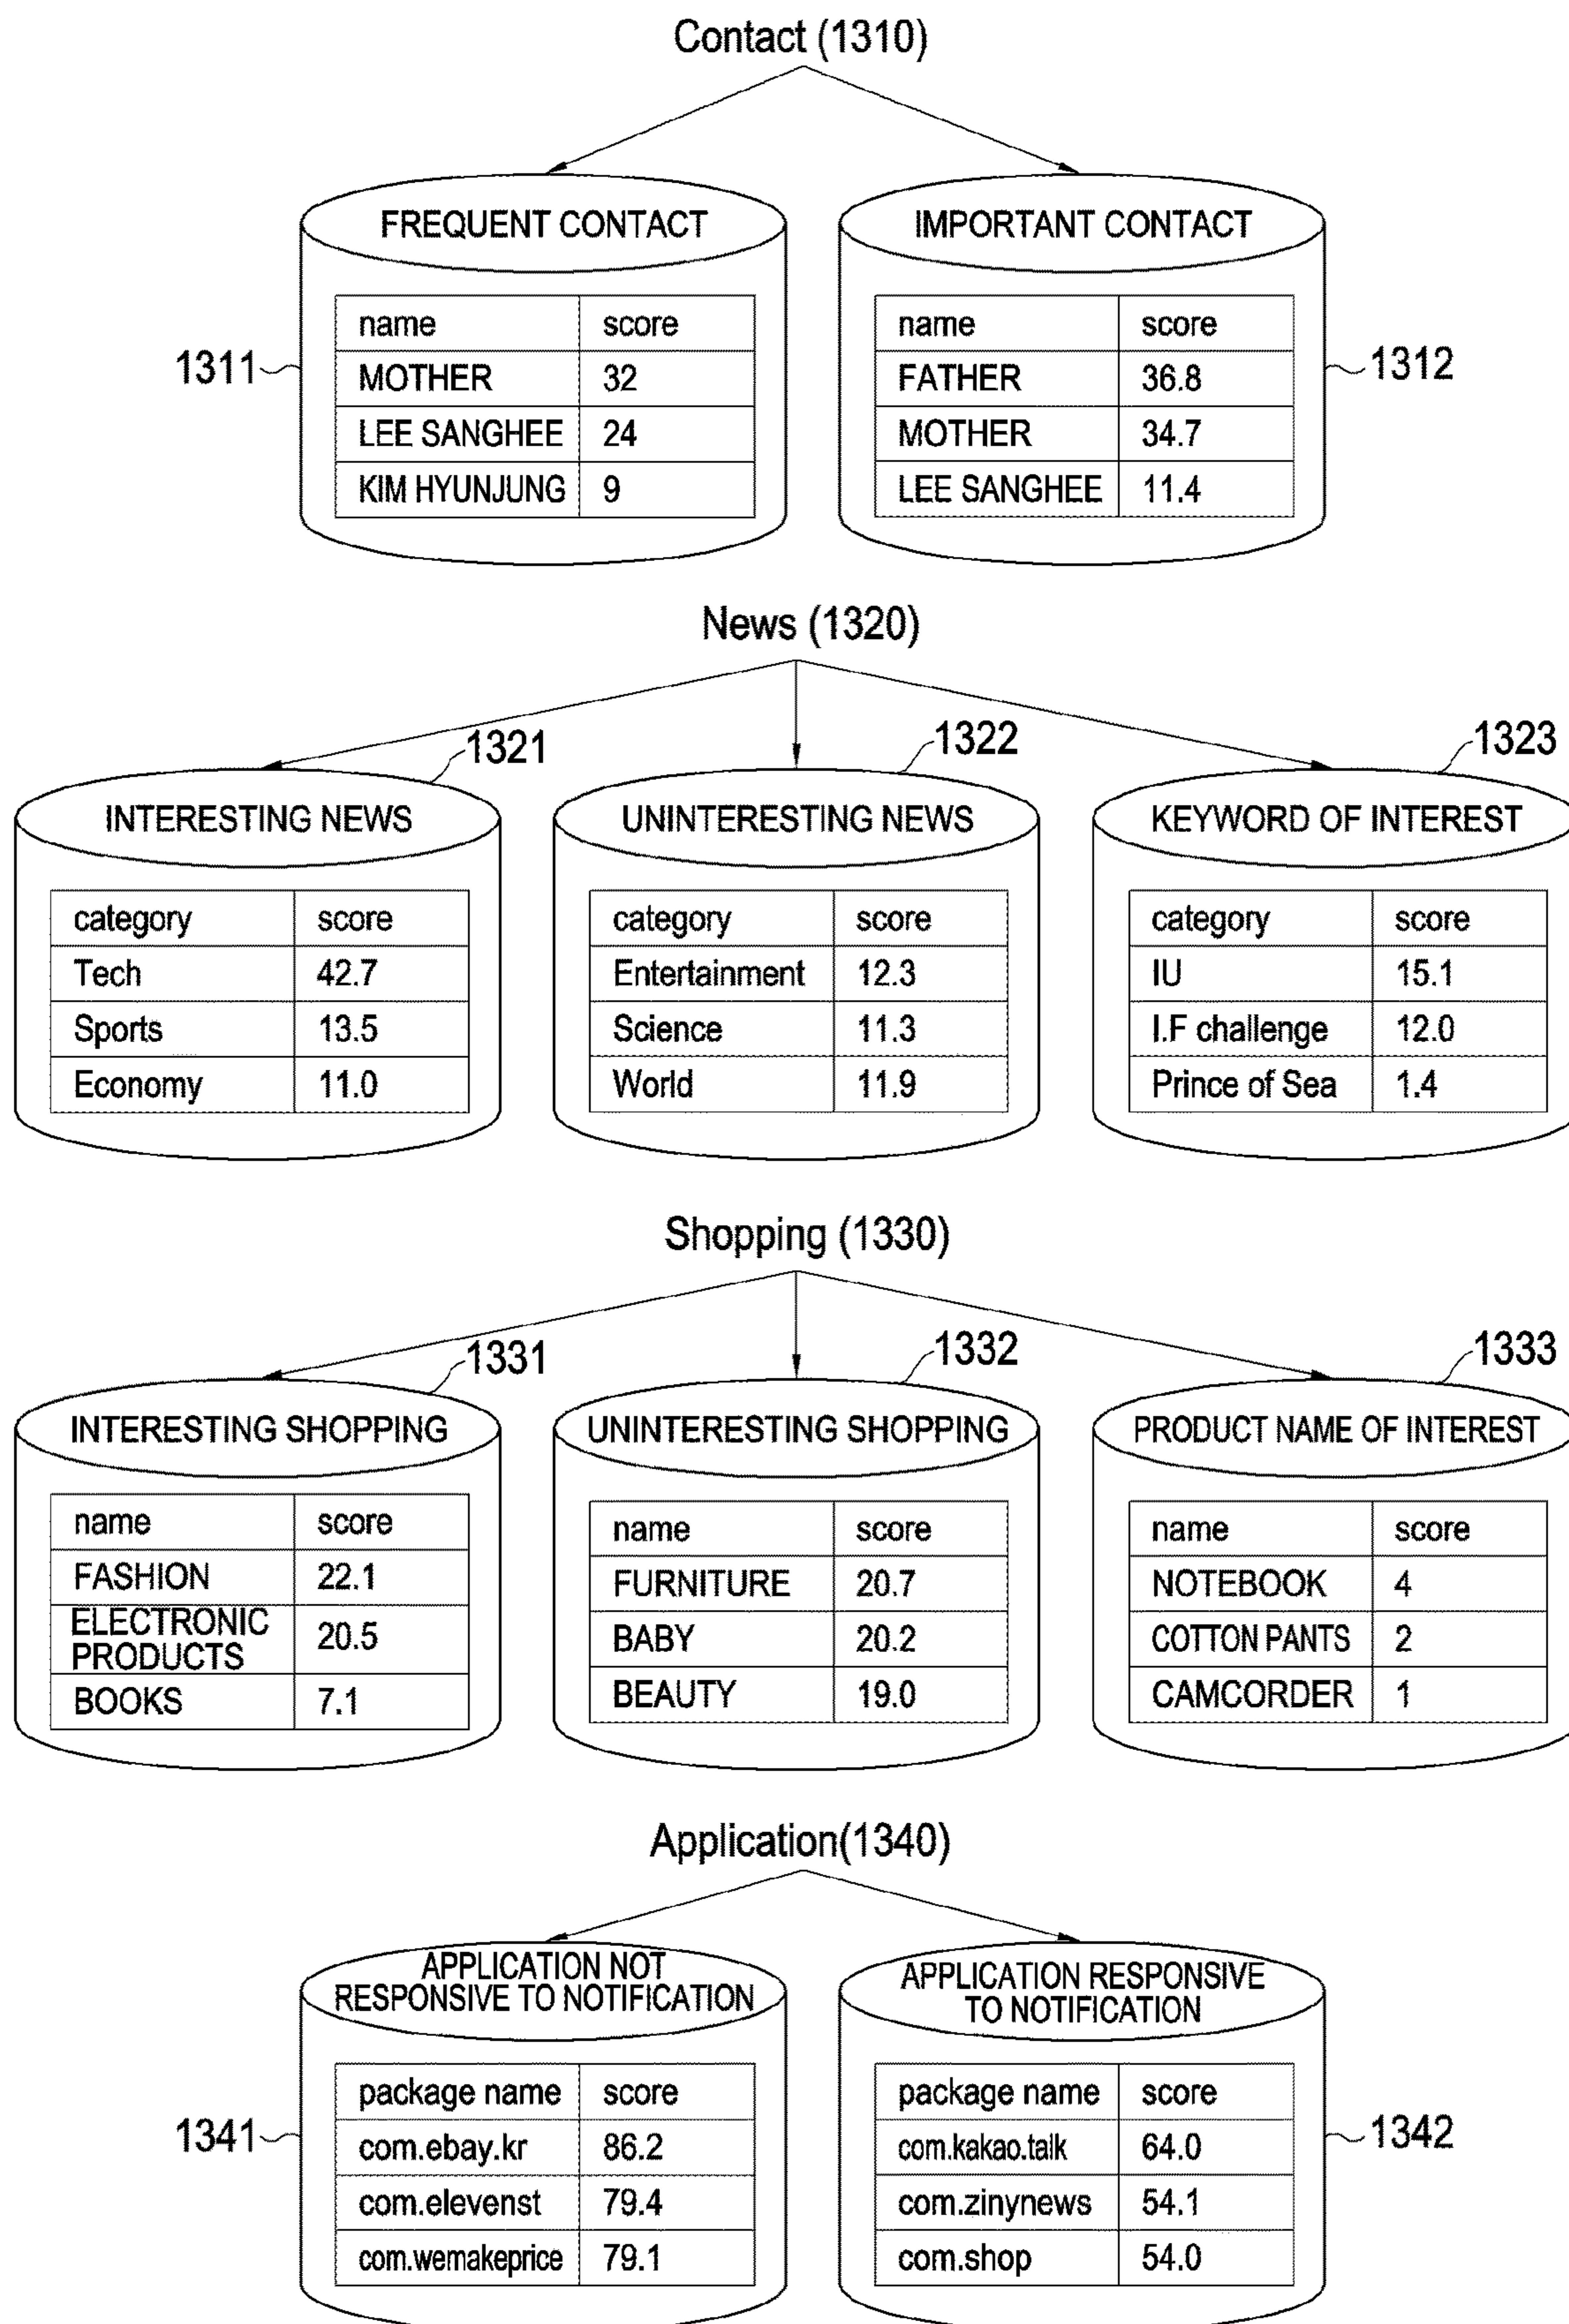 Contact (1310)
FREQUENT CONTACT
name score
MOTHER 32
LEE SANGHEE 24
KIM HYUNJUNG 9
1311
IMPORTANT CONTACT
name score
FATHER 36.8
MOTHER 34.7
LEE SANGHEE 11.4
1312
News (1320)
1321
INTERESTING NEWS
category score
Tech 42.7
Sports 13.5
Economy 11.0
1322
UNINTERESTING NEWS
category score
Entertainment 12.3
Science 11.3
World 11.9
1323
KEYWORD OF INTEREST
category score
IU 15.1
I.F challenge 12.0
Prince of Sea 1.4
Shopping (1330)
1331
INTERESTING SHOPPING
name score
FASHION 22.1
ELECTRONIC
PRODUCTS 20.5
BOOKS 7.1
1332
UNINTERESTING SHOPPING
name score
FURNITURE 20.7
BABY 20.2
BEAUTY 19.0
1333
PRODUCT NAME OF INTEREST
name score
NOTEBOOK 4
COTTON PANTS 2
CAMCORDER 1
Application(1340)
APPLICATION NOT
RESPONSIVE TO NOTIFICATION
package name score
com.ebay.kr 86.2
com.elevenst 79.4
com.wemakeprice 79.1
1341
APPLICATION RESPONSIVE
TO NOTIFICATION
package name score
com.kakao.talk 64.0
com.zinynews 54.1
com.shop 54.0
1342